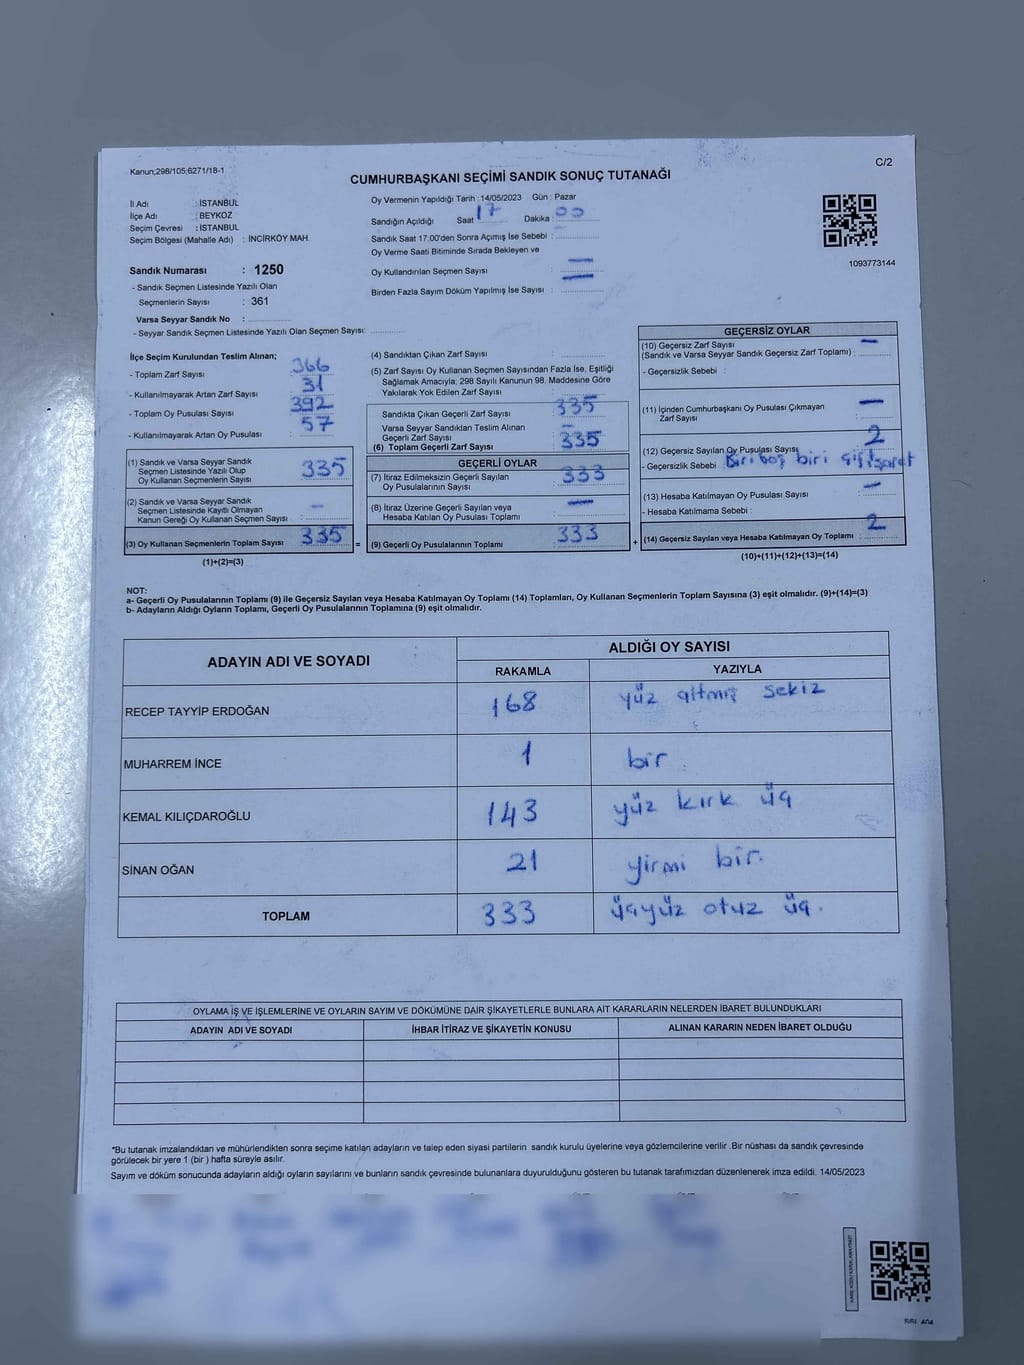 Kanun;298/105;6271/18-1
C/2
CUMHURBAŞKANI SEÇİMİ SANDIK SONUÇ TUTANAĞI
İl Adı : İSTANBUL
İlçe Adı : BEYKOZ
Seçim Çevresi : İSTANBUL
Seçim Bölgesi (Mahalle Adı) : İNCİRKÖY MAH.
Sandık Numarası : 1250
- Sandık Seçmen Listesinde Yazılı Olan
Seçmenlerin Sayısı : 361
Varsa Seyyar Sandık No :
- Seyyar Sandık Seçmen Listesinde Yazılı Olan Seçmen Sayısı:
Oy Vermenin Yapıldığı Tarih :14/05/2023 Gün : Pazar
Sandığın Açıldığı Saat 17 Dakika : 00
Sandık Saat 17:00'den Sonra Açımış İse Sebebi :
Oy Verme Saati Bitiminde Sırada Bekleyen ve
Oy Kullandırılan Seçmen Sayısı : —
Birden Fazla Sayım Döküm Yapılmış İse Sayısı : —
1093773144
İlçe Seçim Kurulundan Teslim Alınan;
- Toplam Zarf Sayısı : 366
- Kullanılmayarak Artan Zarf Sayısı : 31
- Toplam Oy Pusulası Sayısı : 392
- Kullanılmayarak Artan Oy Pusulası : 57
(1) Sandık ve Varsa Seyyar Sandık
Seçmen Listesinde Yazılı Olup
Oy Kullanan Seçmenlerin Sayısı : 335
(2) Sandık ve Varsa Seyyar Sandık
Seçmen Listesinde Kayıtlı Olmayan
Kanun Gereği Oy Kullanan Seçmen Sayısı : —
(3) Oy Kullanan Seçmenlerin Toplam Sayısı : 335 =
(1)+(2)=(3)
(4) Sandıktan Çıkan Zarf Sayısı :
(5) Zarf Sayısı Oy Kullanan Seçmen Sayısından Fazla İse, Eşitliği
Sağlamak Amacıyla; 298 Sayılı Kanunun 98. Maddesine Göre
Yakılarak Yok Edilen Zarf Sayısı :
Sandıkta Çıkan Geçerli Zarf Sayısı : 335
Varsa Seyyar Sandıktan Teslim Alınan
Geçerli Zarf Sayısı : —
(6) Toplam Geçerli Zarf Sayısı : 335
GEÇERLİ OYLAR
(7) İtiraz Edilmeksizin Geçerli Sayılan
Oy Pusulalarının Sayısı : 333
(8) İtiraz Üzerine Geçerli Sayılan veya
Hesaba Katılan Oy Pusulası Toplamı : —
(9) Geçerli Oy Pusulalarının Toplamı : 333 +
GEÇERSİZ OYLAR
(10) Geçersiz Zarf Sayısı
(Sandık ve Varsa Seyyar Sandık Geçersiz Zarf Toplamı) : —
- Geçersizlik Sebebi :
(11) İçinden Cumhurbaşkanı Oy Pusulası Çıkmayan
Zarf Sayısı : —
(12) Geçersiz Sayılan Oy Pusulası Sayısı : 2
- Geçersizlik Sebebi : Biri boş biri çift işaret
(13) Hesaba Katılmayan Oy Pusulası Sayısı : —
- Hesaba Katılmama Sebebi :
(14) Geçersiz Sayılan veya Hesaba Katılmayan Oy Toplamı : 2
(10)+(11)+(12)+(13)=(14)
NOT:
a- Geçerli Oy Pusulalarının Toplamı (9) ile Geçersiz Sayılan veya Hesaba Katılmayan Oy Toplamı (14) Toplamları, Oy Kullanan Seçmenlerin Toplam Sayısına (3) eşit olmalıdır. (9)+(14)=(3)
b- Adayların Aldığı Oyların Toplamı, Geçerli Oy Pusulalarının Toplamına (9) eşit olmalıdır.
ADAYIN ADI VE SOYADI
ALDIĞI OY SAYISI
RAKAMLA YAZIYLA
RECEP TAYYİP ERDOĞAN 168 yüz altmış sekiz
MUHARREM İNCE 1 bir
KEMAL KILIÇDAROĞLU 143 yüz kırk üç
SİNAN OĞAN 21 yirmi bir.
TOPLAM 333 üçyüz otuz üç.
OYLAMA İŞ VE İŞLEMLERİNE VE OYLARIN SAYIM VE DÖKÜMÜNE DAİR ŞİKAYETLERLE BUNLARA AİT KARARLARIN NELERDEN İBARET BULUNDUKLARI
ADAYIN ADI VE SOYADI İHBAR İTİRAZ VE ŞİKAYETİN KONUSU ALINAN KARARIN NEDEN İBARET OLDUĞU
*Bu tutanak imzalandıktan ve mühürlendikten sonra seçime katılan adayların ve talep eden siyasi partilerin sandık kurulu üyelerine veya gözlemcilerine verilir .Bir nüshası da sandık çevresinde
görülecek bir yere 1 (bir ) hafta süreyle asılır.
Sayım ve döküm sonucunda adayların aldığı oyların sayılarını ve bunların sandık çevresinde bulunanlara duyurulduğunu gösteren bu tutanak tarafımızdan düzenlenerek imza edildi. 14/05/2023